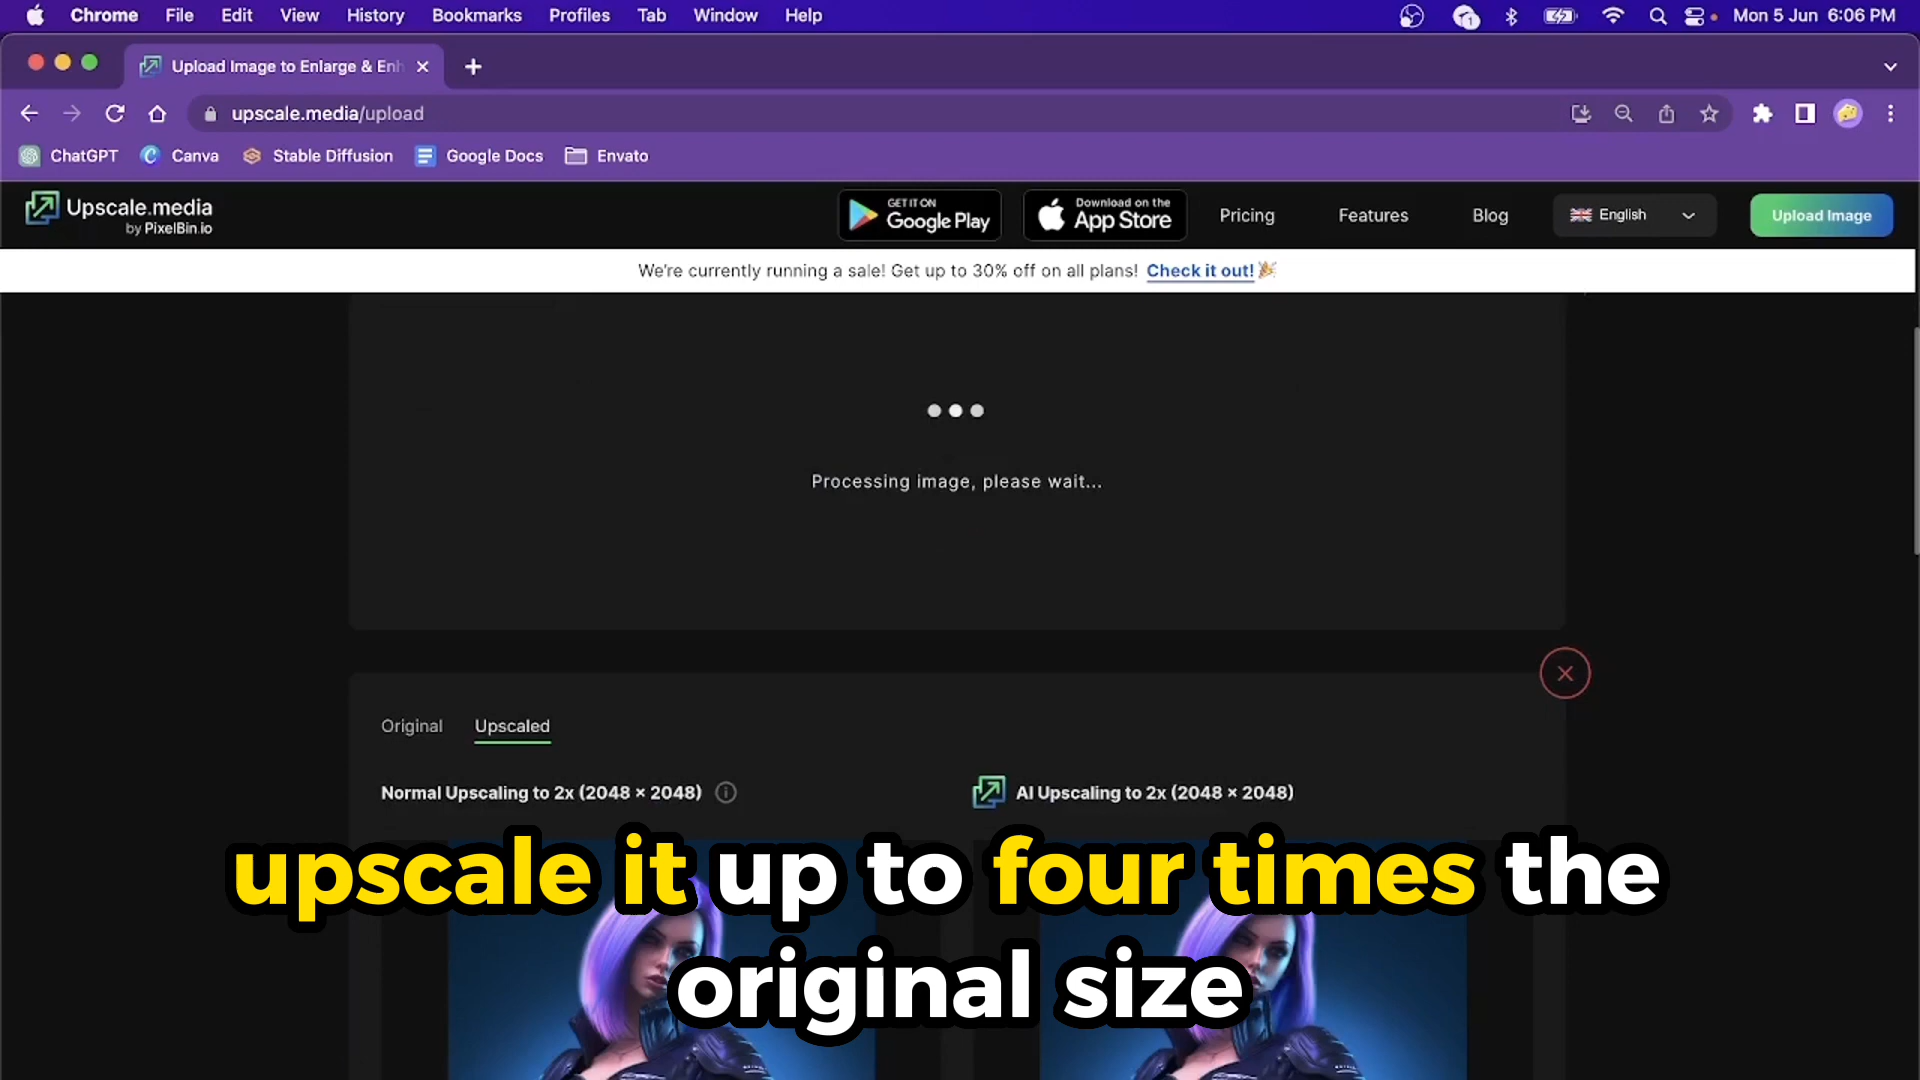 Chrome File Edit View History Bookmarks Profiles Tab Window Help Mon 5 Jun 6:06 PM
Upload Image to Enlarge & Enh
upscale.media/upload
ChatGPT Canva Stable Diffusion Google Docs Envato
Upscale.media
by PixelBin.io
GET IT ON
Google Play
Download on the
App Store
Pricing Features Blog English Upload Image
We're currently running a sale! Get up to 30% off on all plans! Check it out!
Processing image, please wait...
Original Upscaled
Normal Upscaling to 2x (2048 × 2048) AI Upscaling to 2x (2048 × 2048)
upscale it up to four times the
original size